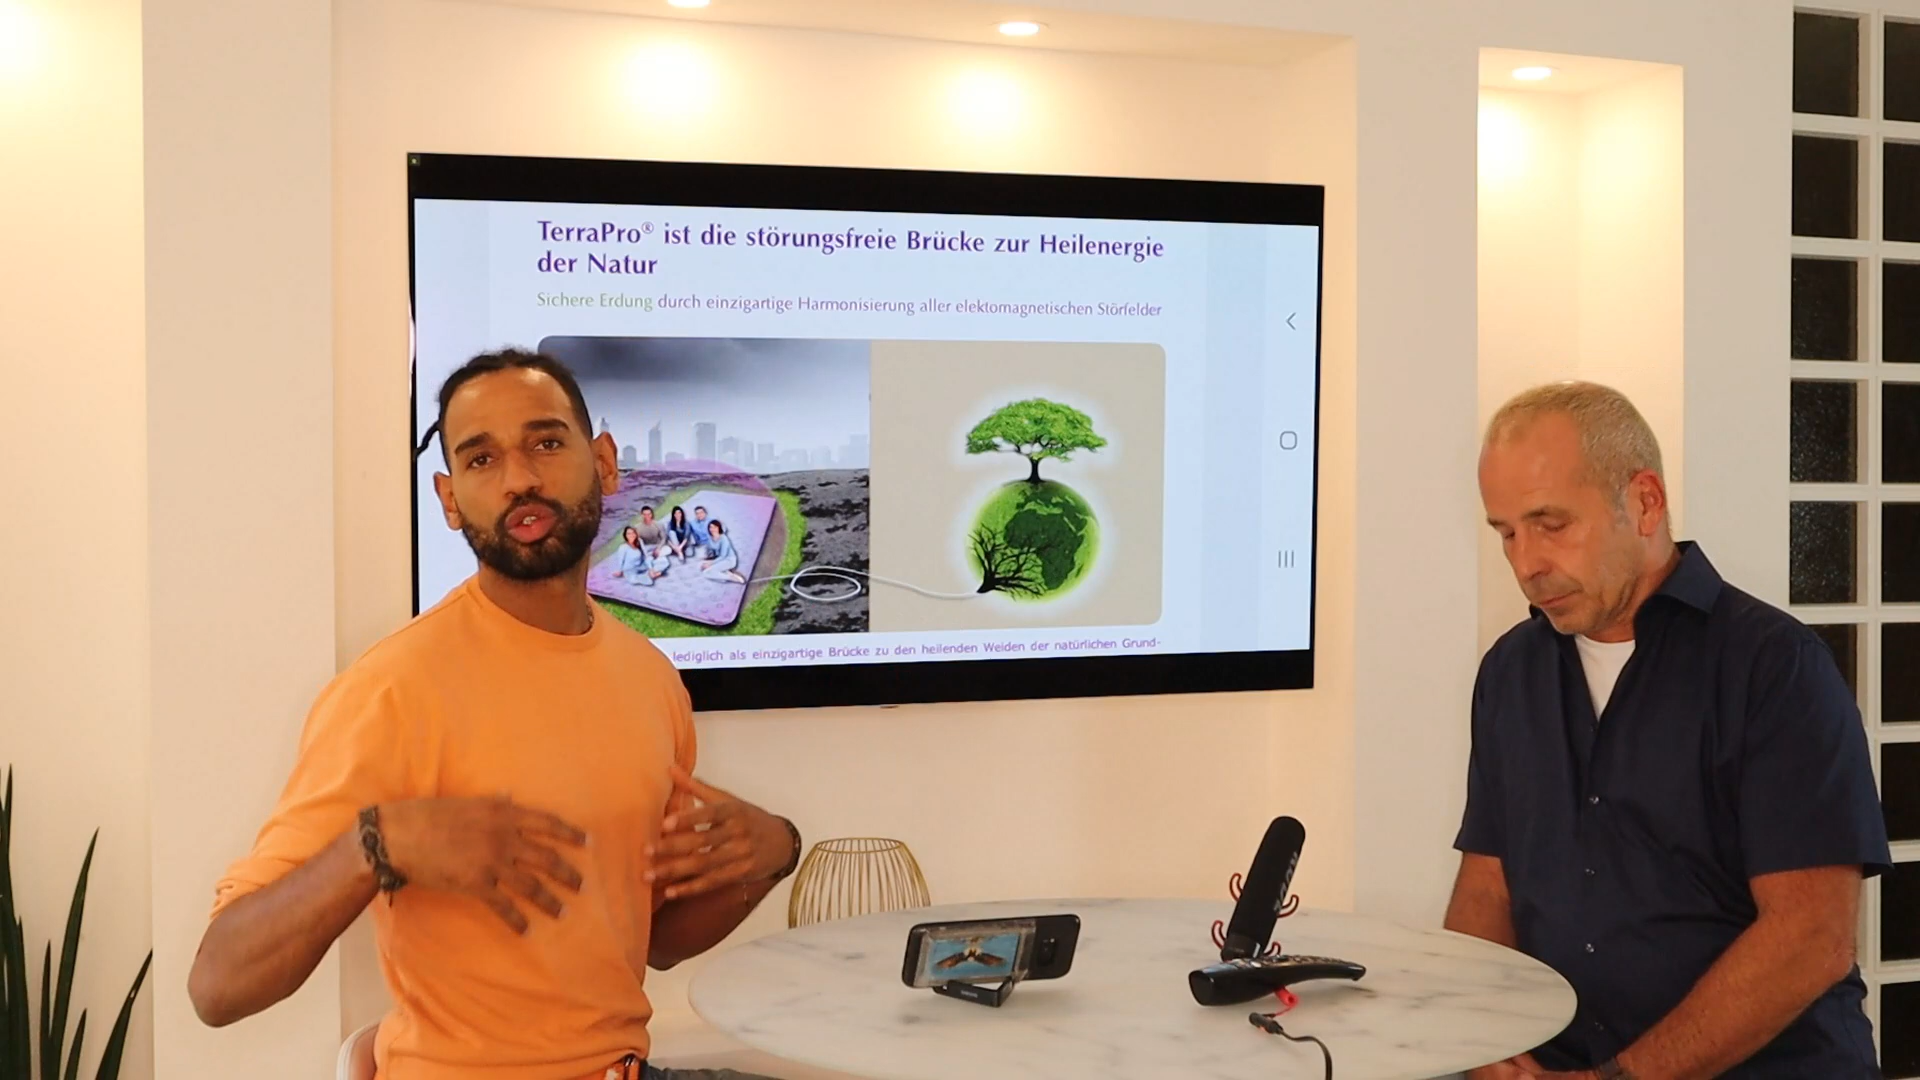 TerraPro® ist die störungsfreie Brücke zur Heilenergie
der Natur
Sichere Erdung durch einzigartige Harmonisierung aller elektomagnetischen Störfelder
lediglich als einzigartige Brücke zu den heilenden Weiden der natürlichen Grund-
RODE